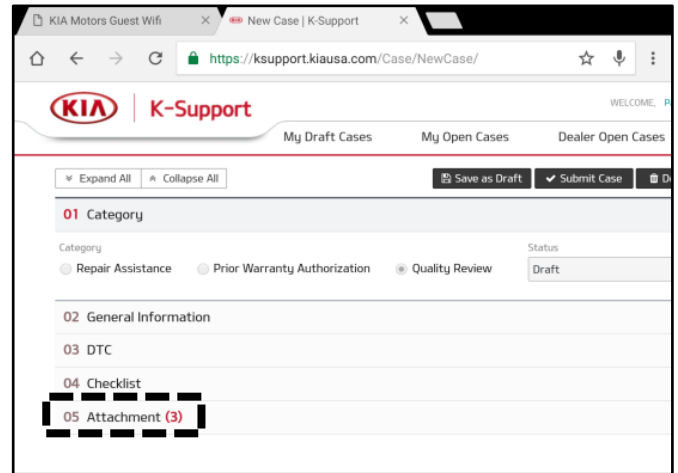 KIA Motors Guest Wifi New Case | K-Support
https://ksupport.kiausa.com/Case/NewCase/
KIA K-Support WELCOME,
My Draft Cases My Open Cases Dealer Open Cases
Expand All Collapse All Save as Draft Submit Case
01 Category
Category Status
Repair Assistance Prior Warranty Authorization Quality Review Draft
02 General Information
03 DTC
04 Checklist
05 Attachment (3)